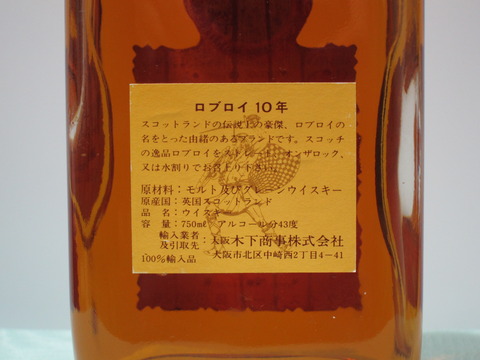 ロブロイ 10年
スコットランドの伝説上の豪傑、ロブロイの
名をとった由緒のあるブランドです。スコッチ
の逸品ロブロイをストレート、オンザロック、
又は水割りでお召上り下さい。
原材料：モルト及びグレーンウイスキー
原産国：英国スコットランド
品　名：ウイスキー
容　量：750mℓ アルコール分43度
輸入業者及引取先：大阪木下商事株式会社
100%輸入品 大阪市北区中崎西2丁目4-41